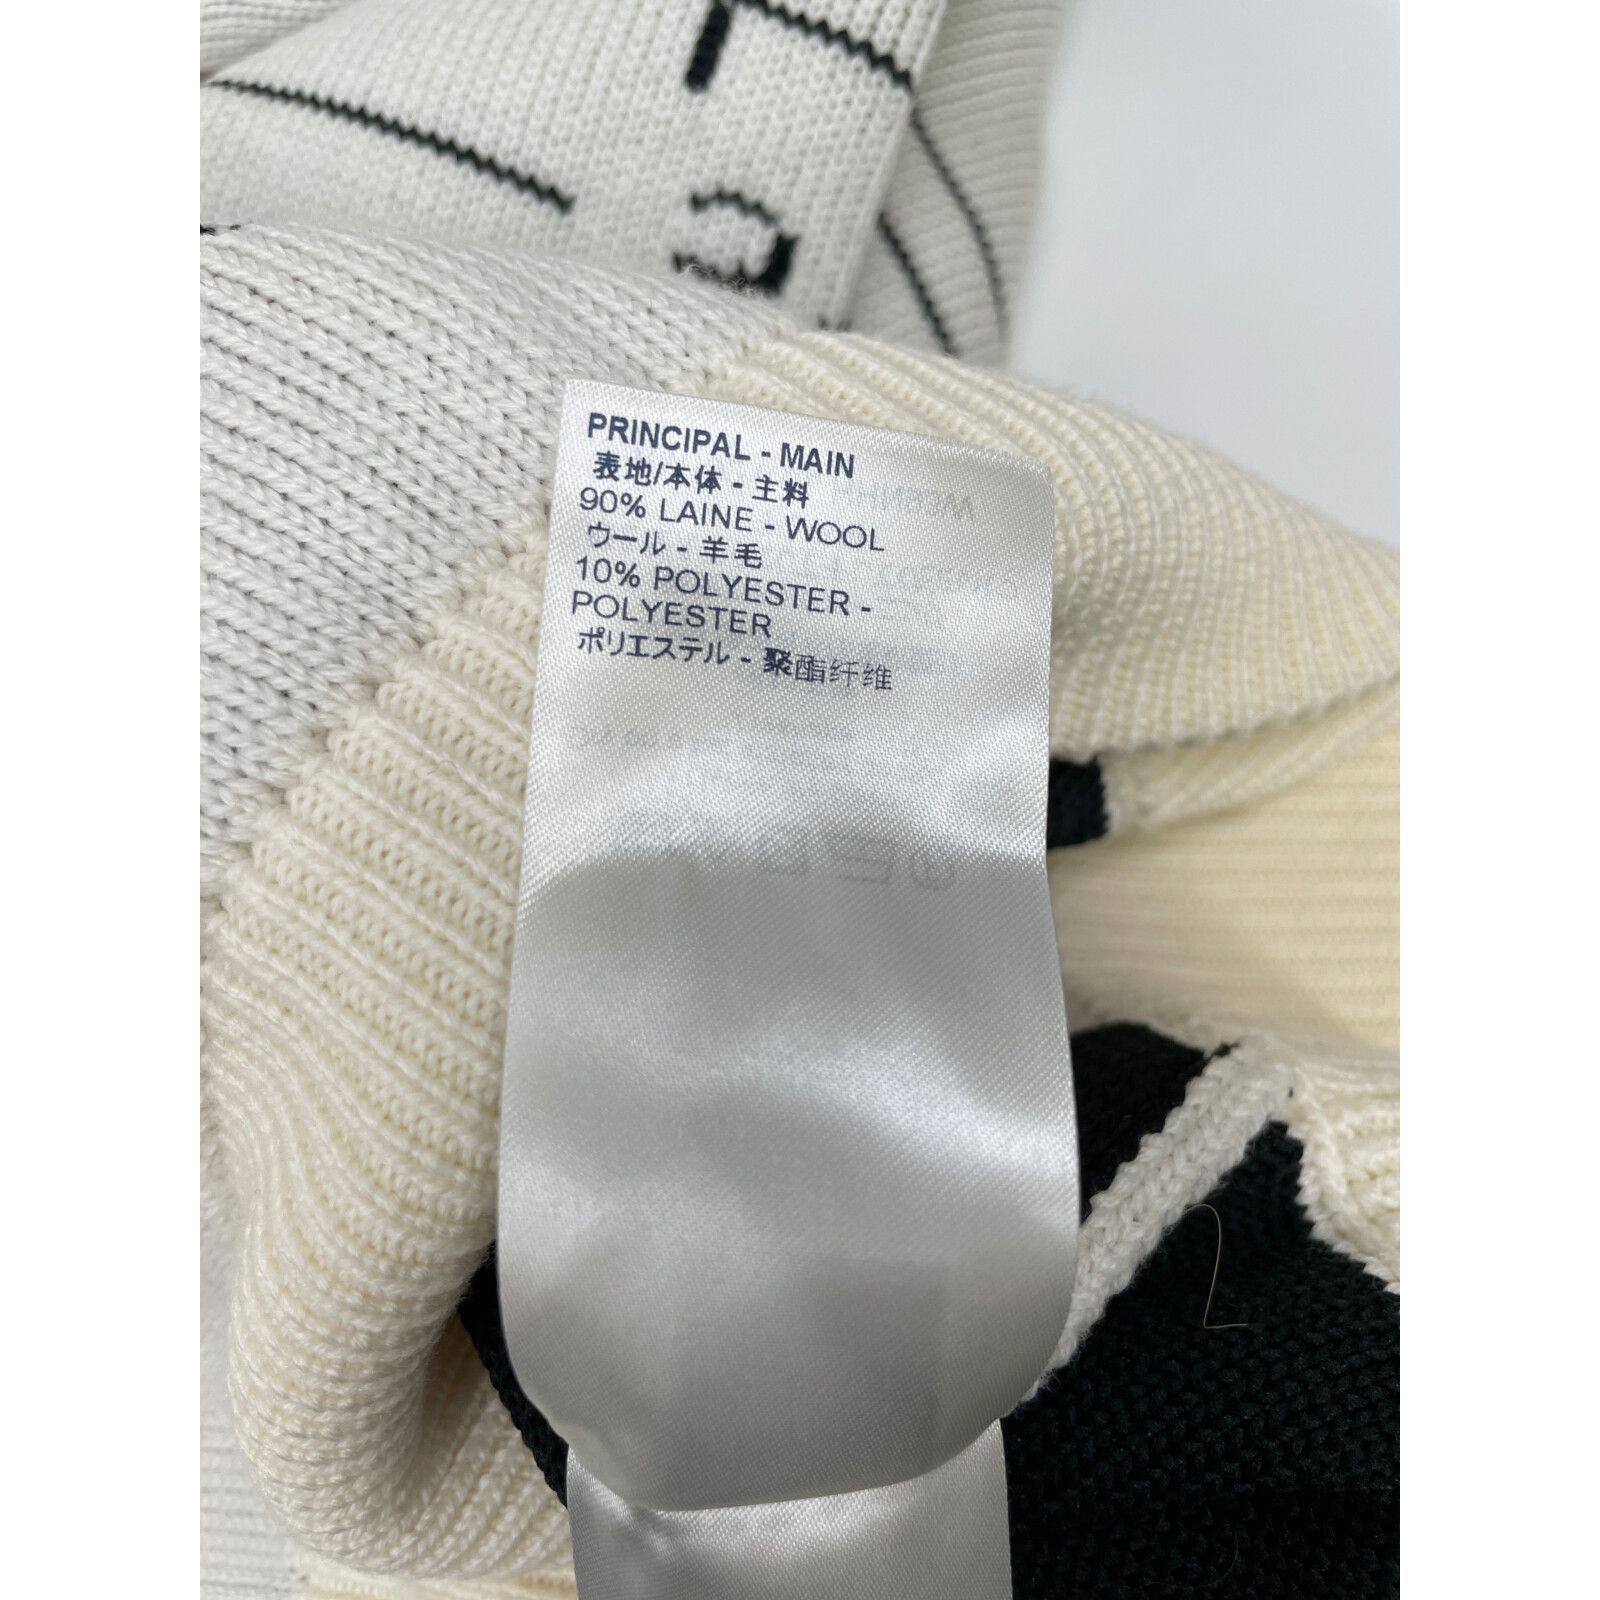 PRINCIPAL - MAIN
表地/本体 - 主料
90% LAINE - WOOL
ウール - 羊毛
10% POLYESTER -
POLYESTER
ポリエステル - 聚酯纤维